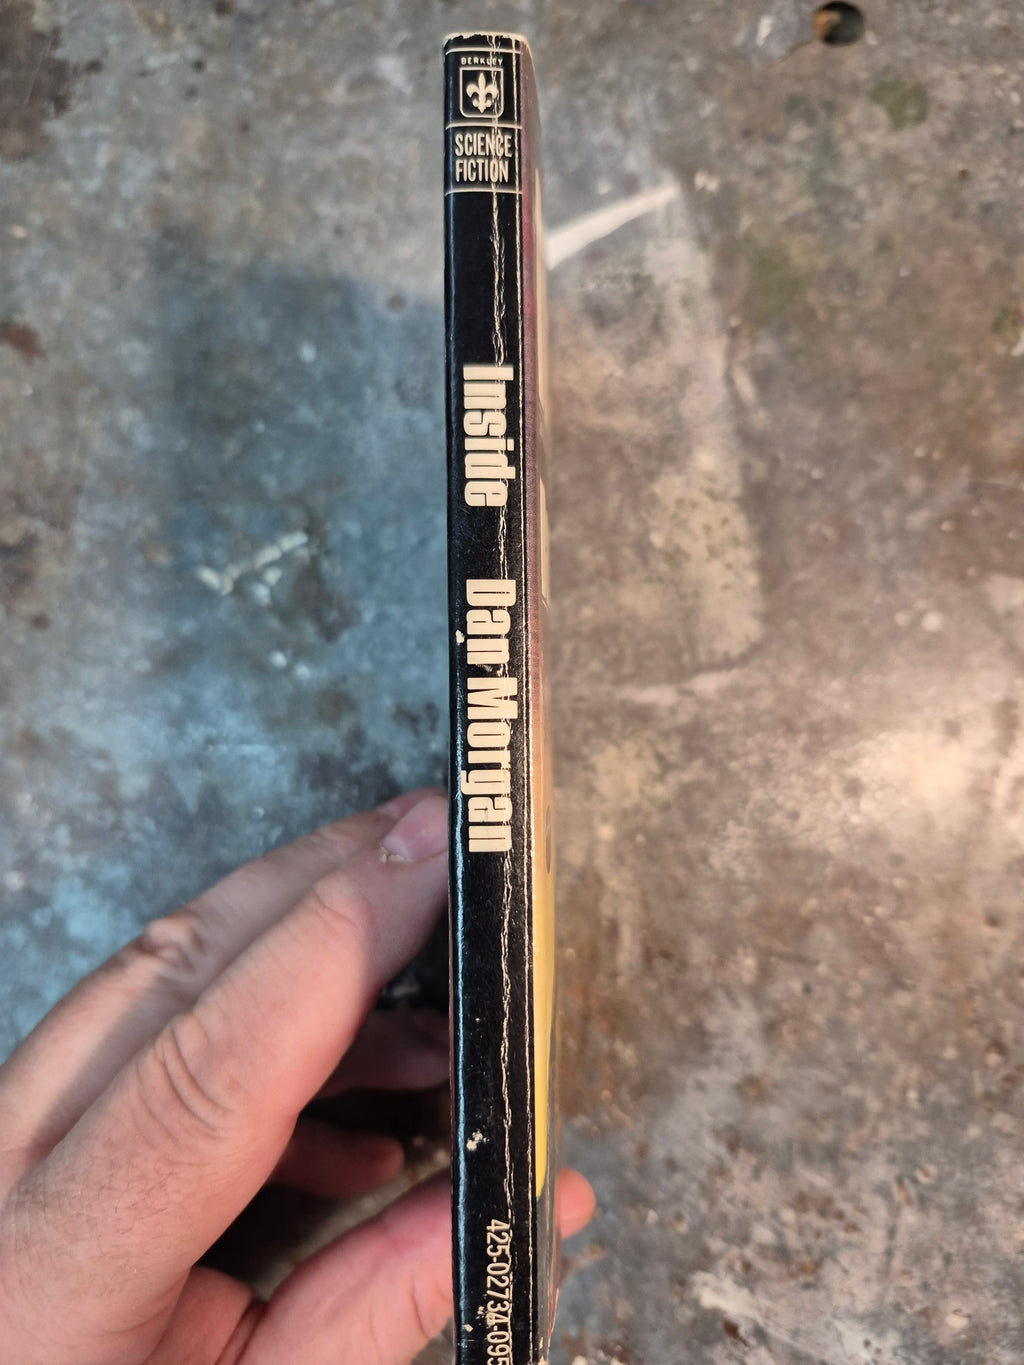 BERKLEY
SCIENCE
FICTION
Inside Dan Morgan
425-02734-095